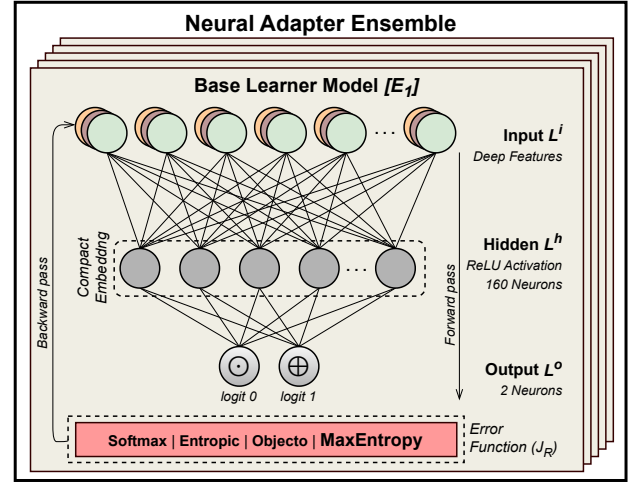 Neural Adapter Ensemble
Base Learner Model [E1]
Input L^i
Deep Features
Compact
Embeddng
Hidden L^h
ReLU Activation
160 Neurons
Backward pass
Forward pass
logit 0
logit 1
Output L^o
2 Neurons
Softmax | Entropic | Objecto | MaxEntropy
Error
Function (J_R)